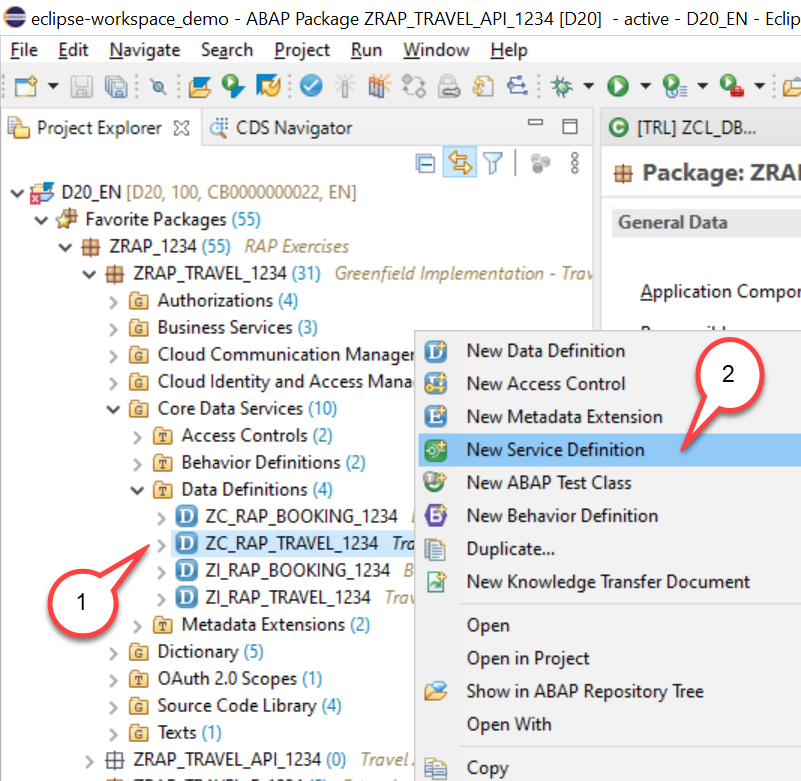 eclipse-workspace_demo - ABAP Package ZRAP_TRAVEL_API_1234 [D20]  - active - D20_EN - Eclip
File Edit Navigate Search Project Run Window Help
Project Explorer CDS Navigator
[TRL] ZCL_DB...
Package: ZRAI
General Data
Application Compor
D20_EN [D20, 100, CB0000000022, EN]
Favorite Packages (55)
ZRAP_1234 (55) RAP Exercises
ZRAP_TRAVEL_1234 (31) Greenfield Implementation - Trav
Authorizations (4)
Business Services (3)
Cloud Communication Manager
Cloud Identity and Access Mana
Core Data Services (10)
Access Controls (2)
Behavior Definitions (2)
Data Definitions (4)
ZC_RAP_BOOKING_1234
ZC_RAP_TRAVEL_1234 Tra
ZI_RAP_BOOKING_1234 B
ZI_RAP_TRAVEL_1234 Trav
Metadata Extensions (2)
Dictionary (5)
OAuth 2.0 Scopes (1)
Source Code Library (4)
Texts (1)
ZRAP_TRAVEL_API_1234 (0) Travel
1
New Data Definition
New Access Control
New Metadata Extension
New Service Definition
New ABAP Test Class
New Behavior Definition
Duplicate...
New Knowledge Transfer Document
Open
Open in Project
Show in ABAP Repository Tree
Open With
Copy
2